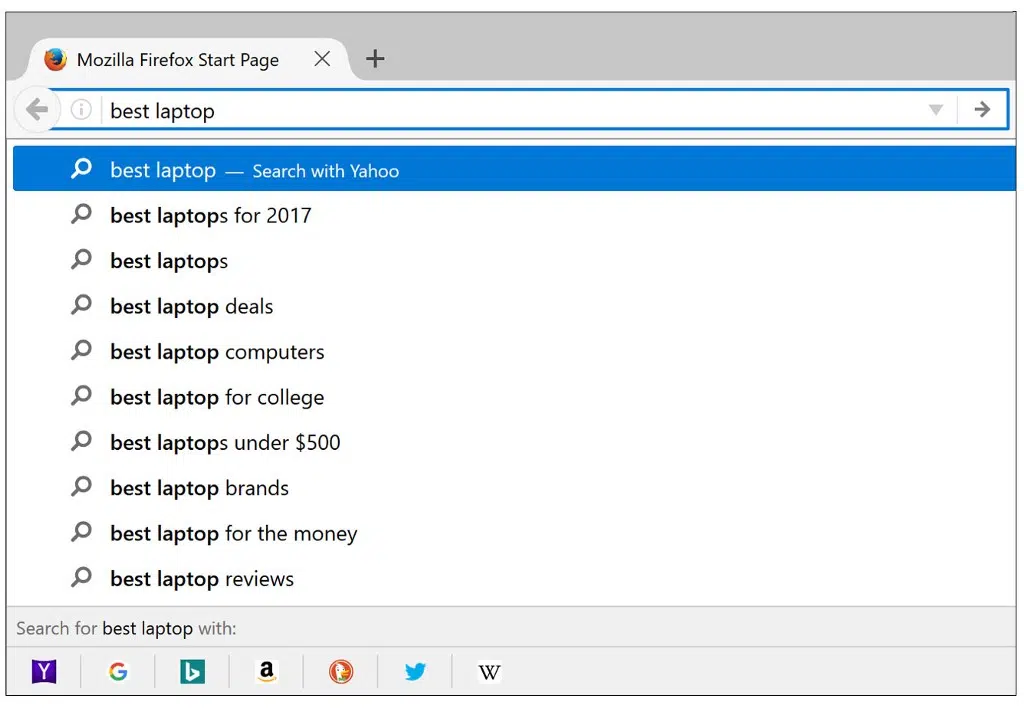 Mozilla Firefox Start Page
best laptop
best laptop — Search with Yahoo
best laptops for 2017
best laptops
best laptop deals
best laptop computers
best laptop for college
best laptops under $500
best laptop brands
best laptop for the money
best laptop reviews
Search for best laptop with:
Y G b a W